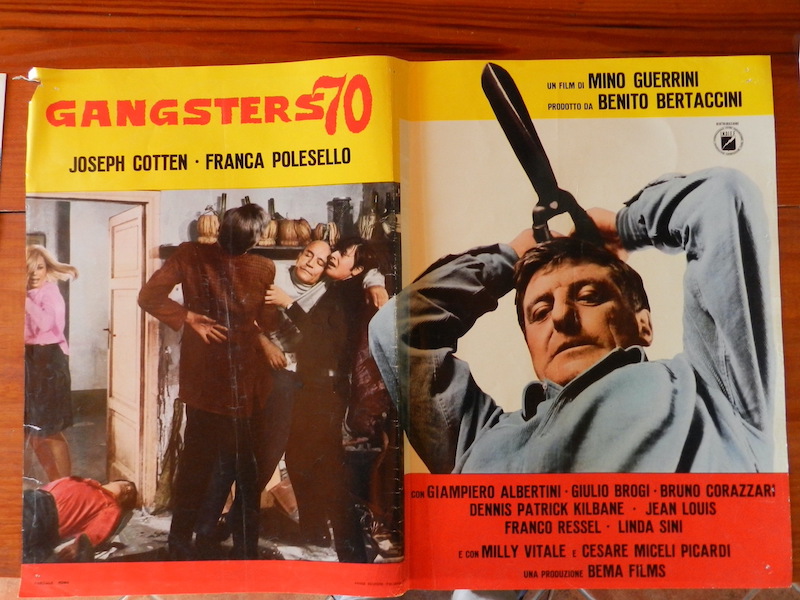 GANGSTERS '70
JOSEPH COTTEN · FRANCA POLESELLO
UN FILM DI MINO GUERRINI
PRODOTTO DA BENITO BERTACCINI
CON GIAMPIERO ALBERTINI · GIULIO BROGI · BRUNO CORAZZARI
DENNIS PATRICK KILBANE · JEAN LOUIS
FRANCO RESSEL · LINDA SINI
E CON MILLY VITALE E CESARE MICELI PICARDI
UNA PRODUZIONE BEMA FILMS